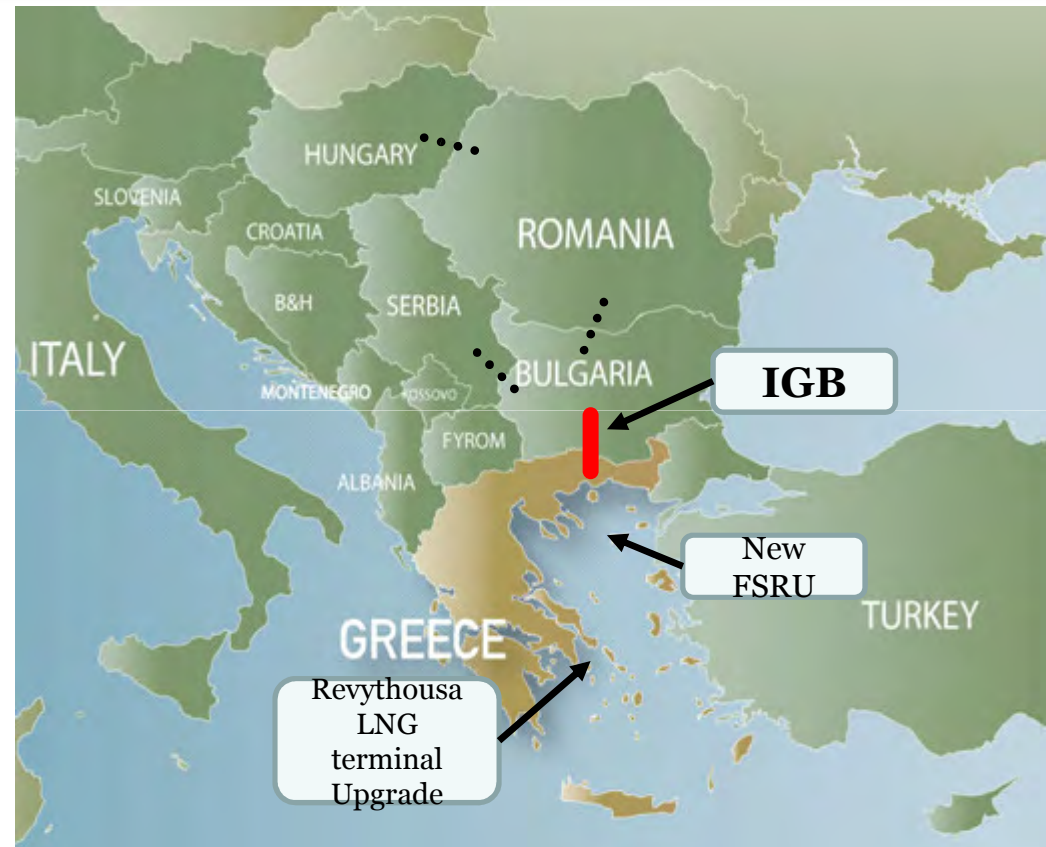 HUNGARY
SLOVENIA
CROATIA
ROMANIA
B&H
SERBIA
ITALY
BULGARIA
IGB
MONTENEGRO
KOSSOVO
FYROM
ALBANIA
New
FSRU
TURKEY
GREECE
Revythousa
LNG
terminal
Upgrade